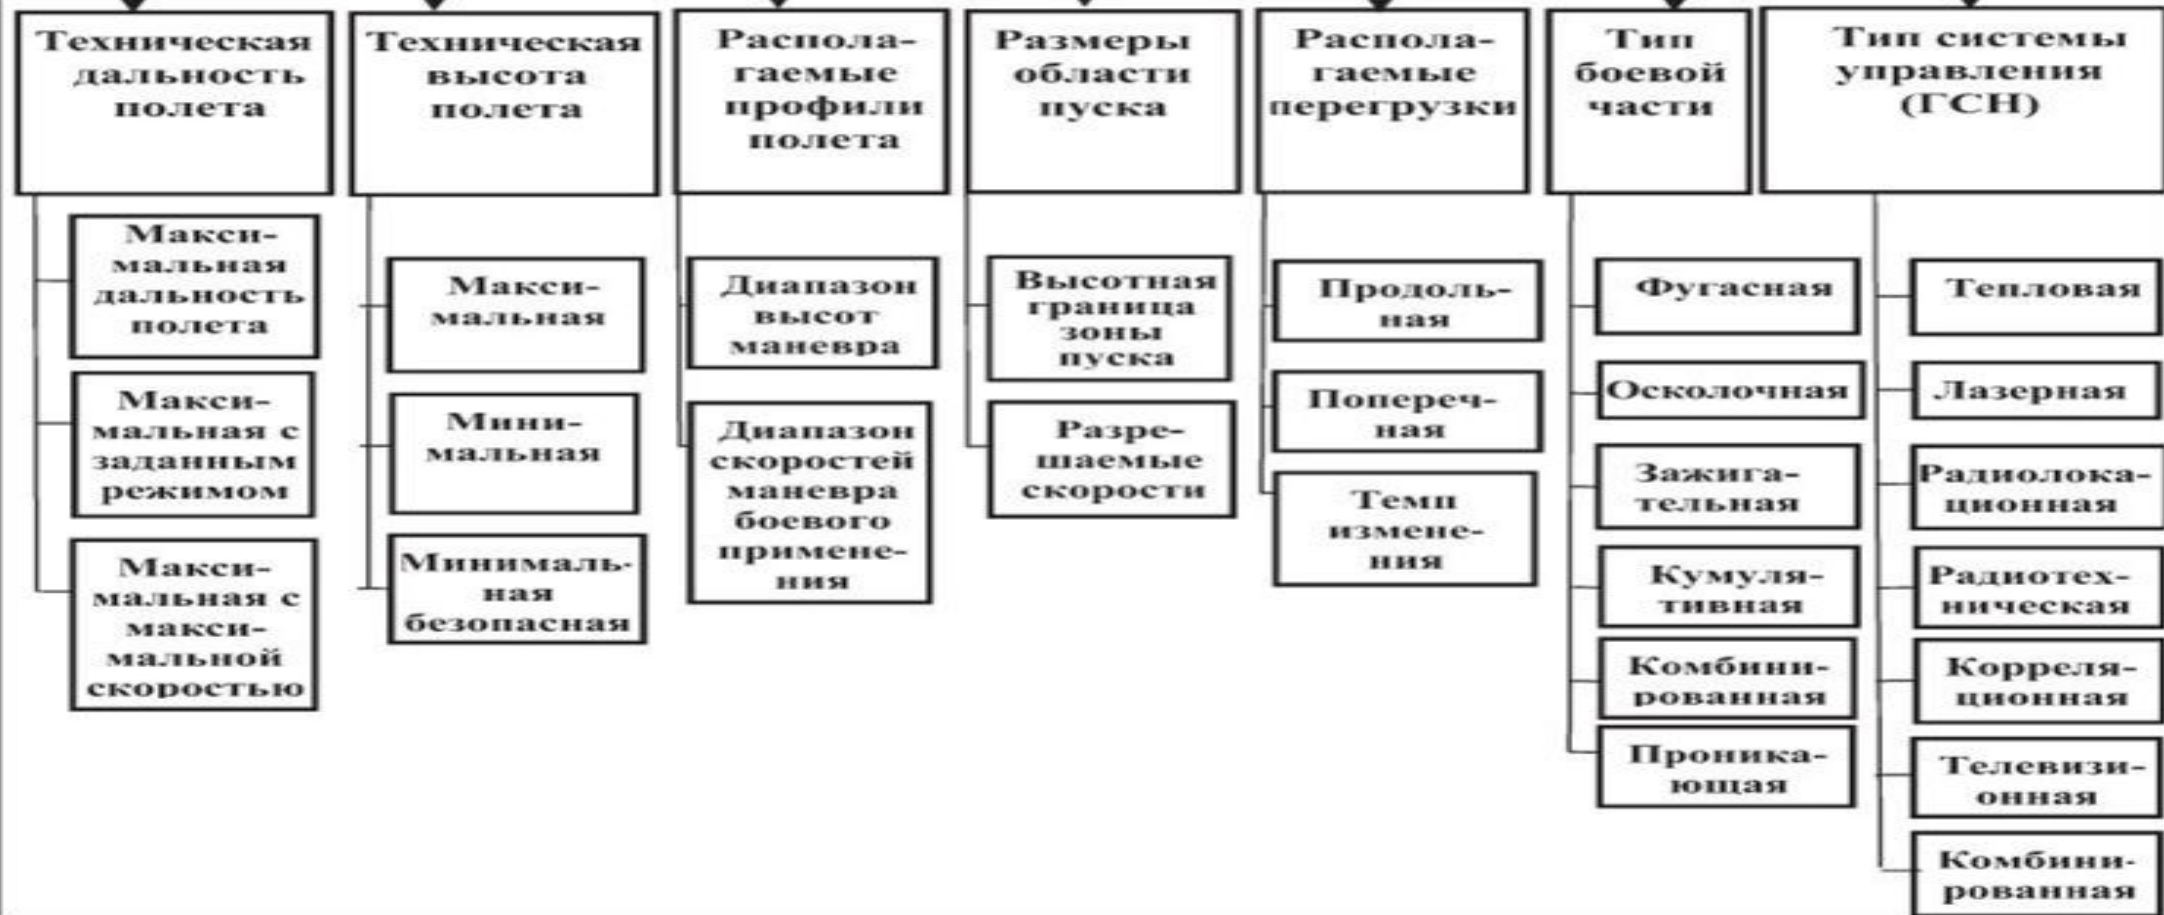 Техническая
дальность
полета
Техническая
высота
полета
Распола-
гаемые
профили
полета
Размеры
области
пуска
Распола-
гаемые
перегрузки
Тип
боевой
части
Тип системы
управления
(ГСН)
Макси-
мальная
дальность
полета
Макси-
мальная с
заданным
режимом
Макси-
мальная с
макси-
мальной
скоростью
Макси-
мальная
Мини-
мальная
Минималь-
ная
безопасная
Диапазон
высот
маневра
Диапазон
скоростей
маневра
боевого
примене-
ния
Высотная
граница
зоны
пуска
Разре-
шаемые
скорости
Продоль-
ная
Попереч-
ная
Темп
измене-
ния
Фугасная
Осколочная
Зажига-
тельная
Кумуля-
тивная
Комбини-
рованная
Проника-
ющая
Тепловая
Лазерная
Радиолока-
ционная
Радиотех-
ническая
Корреля-
ционная
Телевизи-
онная
Комбини-
рованная